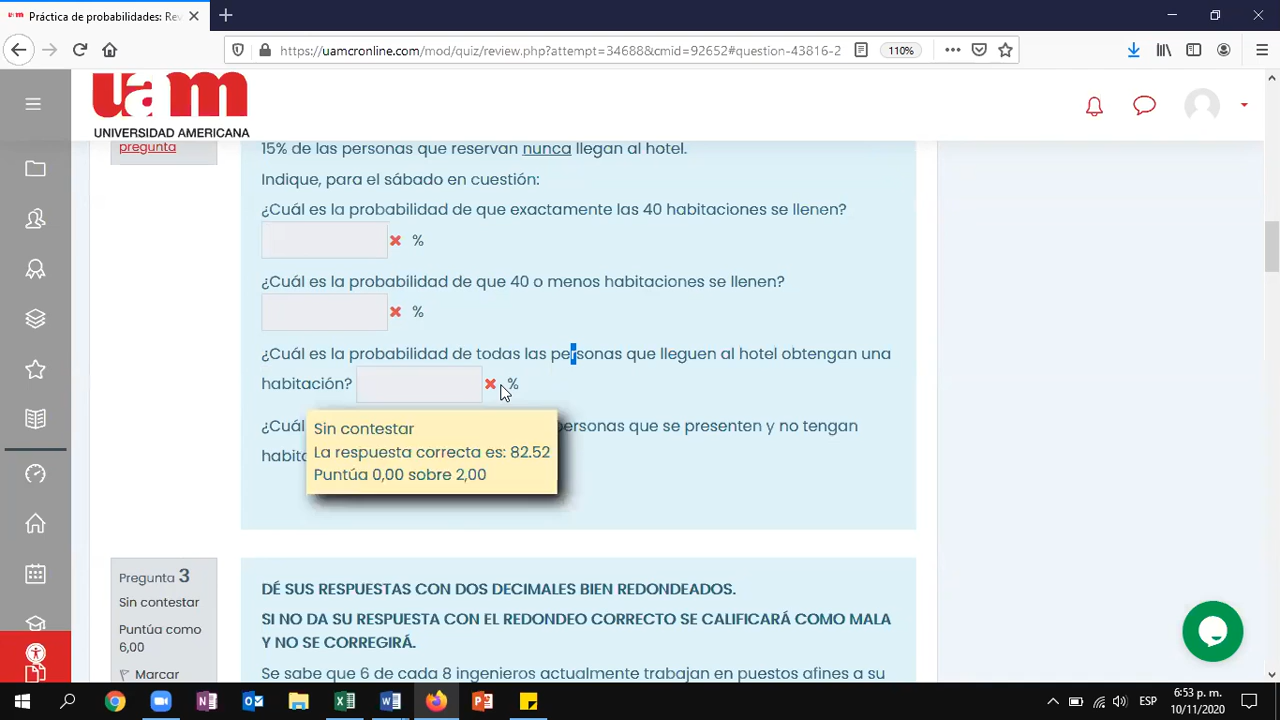 Práctica de probabilidades: Rev
https://uamcronline.com/mod/quiz/review.php?attempt=34688&cmid=92652#question-43816-2
110%
uam
UNIVERSIDAD AMERICANA
pregunta
15% de las personas que reservan nunca llegan al hotel.
Indique, para el sábado en cuestión:
¿Cuál es la probabilidad de que exactamente las 40 habitaciones se llenen?
%
¿Cuál es la probabilidad de que 40 o menos habitaciones se llenen?
%
¿Cuál es la probabilidad de todas las personas que lleguen al hotel obtengan una
habitación? %
¿Cuál personas que se presenten y no tengan
habita
Sin contestar
La respuesta correcta es: 82.52
Puntúa 0,00 sobre 2,00
Pregunta 3
Sin contestar
Puntúa como
6,00
Marcar
DÉ SUS RESPUESTAS CON DOS DECIMALES BIEN REDONDEADOS.
SI NO DA SU RESPUESTA CON EL REDONDEO CORRECTO SE CALIFICARÁ COMO MALA
Y NO SE CORREGIRÁ.
Se sabe que 6 de cada 8 ingenieros actualmente trabajan en puestos afines a su
ESP
6:53 p. m.
10/11/2020